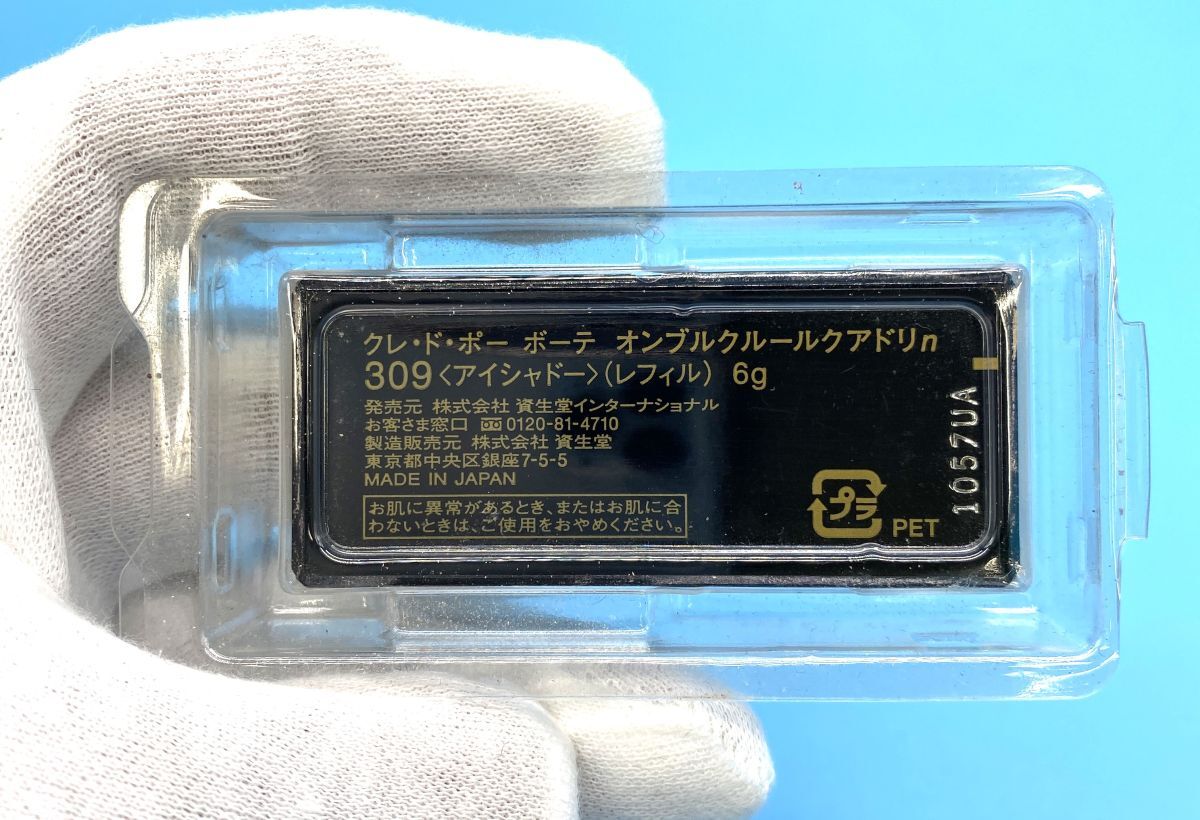 クレ・ド・ポー ボーテ オンブルクルールクアドリn
309〈アイシャドー〉(レフィル) 6g
発売元 株式会社 資生堂インターナショナル
お客さま窓口 0120-81-4710
製造販売元 株式会社 資生堂
東京都中央区銀座7-5-5
MADE IN JAPAN
お肌に異常があるとき、またはお肌に合
わないときは、ご使用をおやめください。
プラ
PET
1057UA